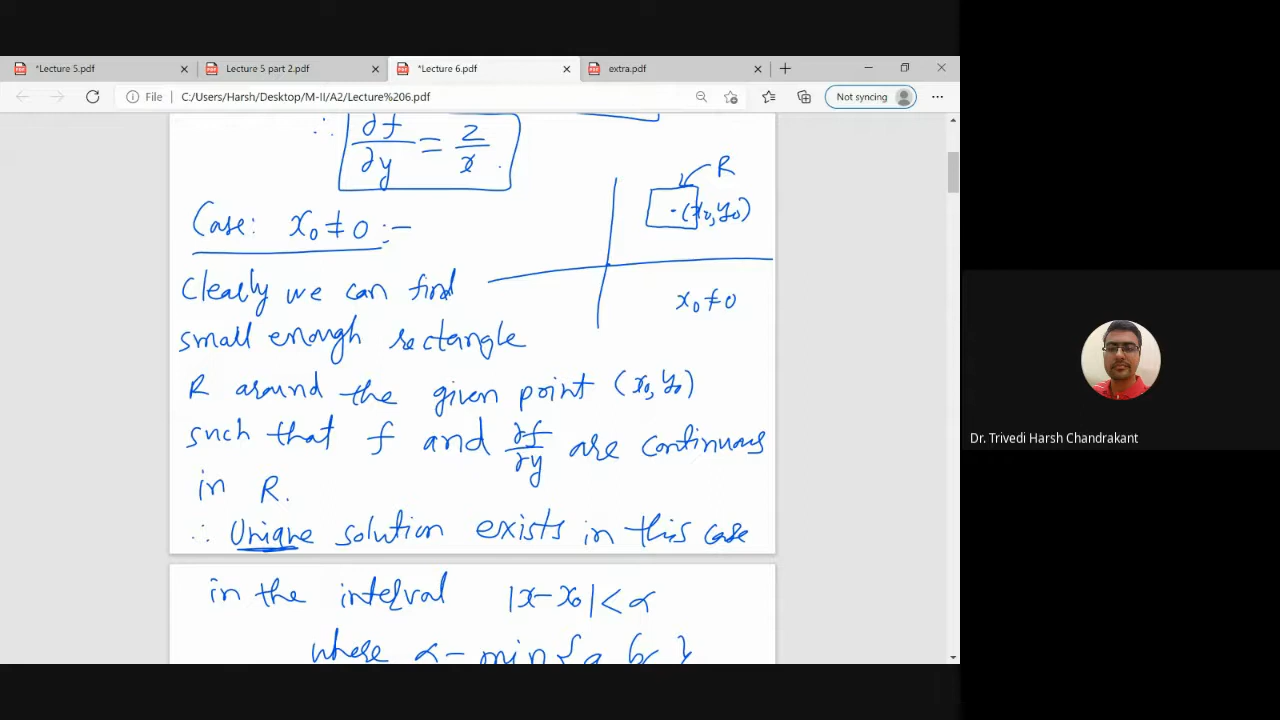 *Lecture 5.pdf
Lecture 5 part 2.pdf
*Lecture 6.pdf
extra.pdf
File
C:/Users/Harsh/Desktop/M-II/A2/Lecture%206.pdf
Not syncing
∴ ∂f/∂y = 2/x.
R
Case: x₀ ≠ 0 :-
·(x₀, y₀)
Clearly we can find
x₀ ≠ 0
small enough rectangle
R around the given point (x₀, y₀)
such that f and ∂f/∂y are continuous
in R.
∴ Unique solution exists in this case
in the interval |x - x₀| < α
where α = min { a, b/
Dr. Trivedi Harsh Chandrakant